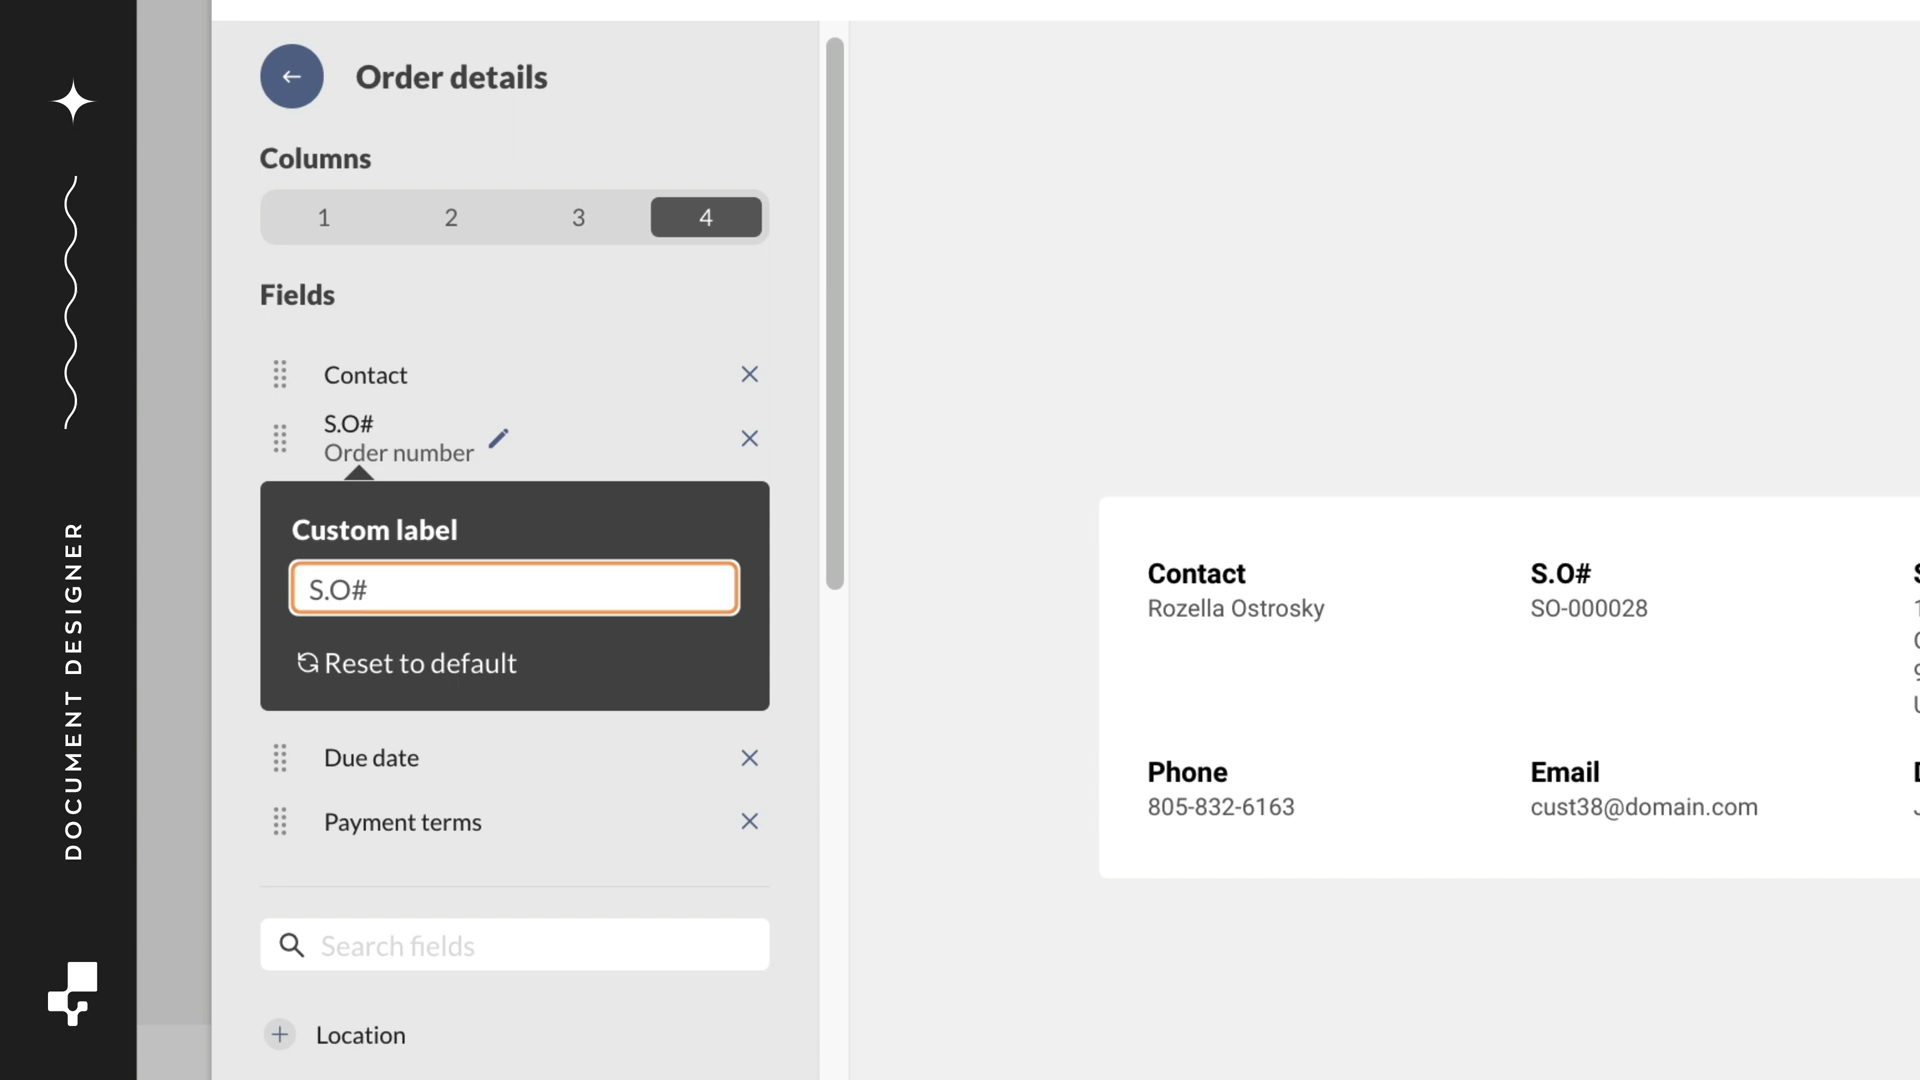 DOCUMENT DESIGNER
Order details
Columns
1 2 3 4
Fields
Contact
S.O#
Order number
Custom label
S.O#
Reset to default
Due date
Payment terms
Search fields
Location
Contact S.O#
Rozella Ostrosky SO-000028
Phone Email
805-832-6163 cust38@domain.com